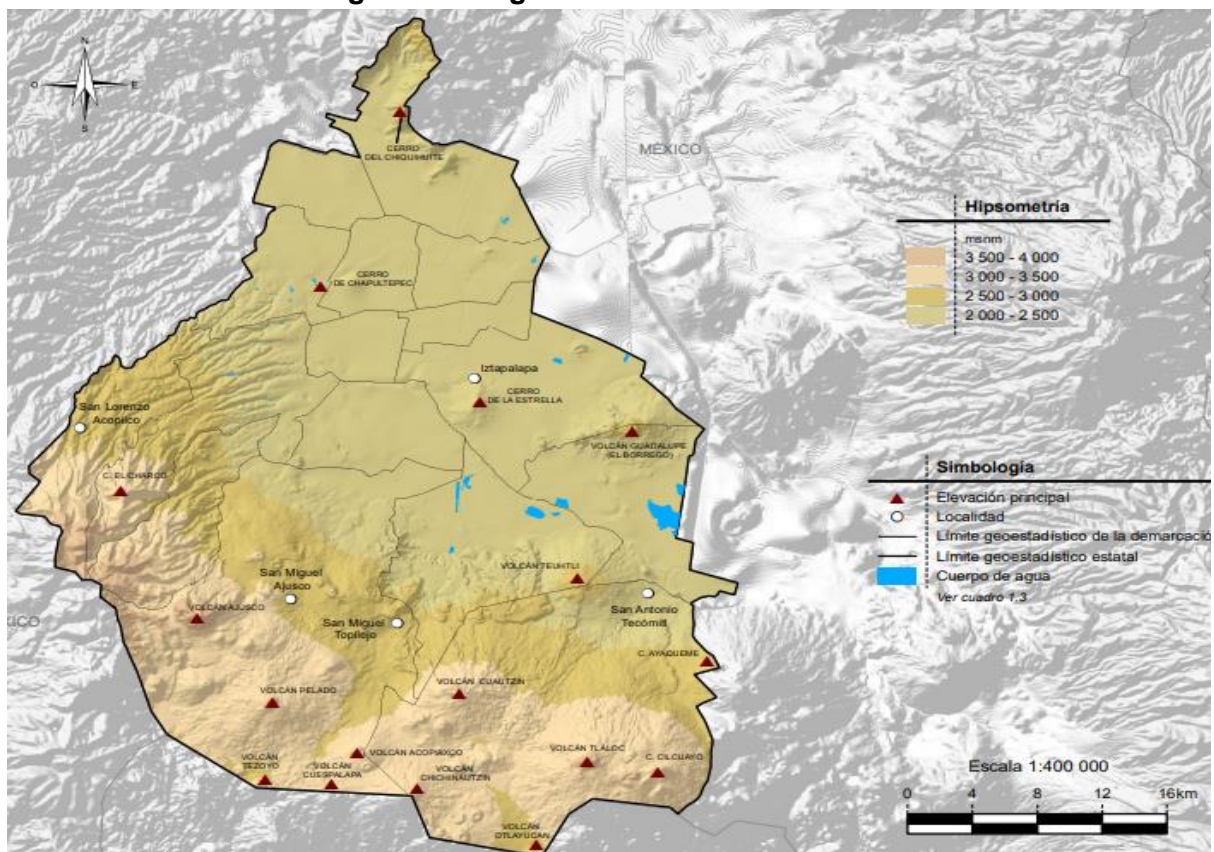 N
O
E
S
CERRO
DEL CHIQUIHUITE
MÉXICO
CERRO
DE CHAPULTEPEC
Iztapalapa
CERRO
DE LA ESTRELLA
San Lorenzo
Acopilco
VOLCÁN GUADALUPE
(EL BORREGO)
C. EL CHARCO
San Miguel
Ajusco
VOLCÁN TEUHTLI
VOLCÁN AJUSCO
San Miguel
Topilejo
San Antonio
Tecómitl
C. AYAQUEME
VOLCÁN PELADO
VOLCÁN CUAUTZIN
VOLCÁN ACOPIAXCO
VOLCÁN TLÁLOC
C. CILCUAYO
VOLCÁN
TEZOYO
VOLCÁN
CUESPALAPA
VOLCÁN
CHICHINAUTZIN
VOLCÁN
OTLAYUCAN
Hipsometría
msnm
3 500 - 4 000
3 000 - 3 500
2 500 - 3 000
2 000 - 2 500
Simbología
Elevación principal
Localidad
Límite geoestadístico de la demarcació
Límite geoestadístico estatal
Cuerpo de agua
Ver cuadro 1.3
Escala 1:400 000
0 4 8 12 16km